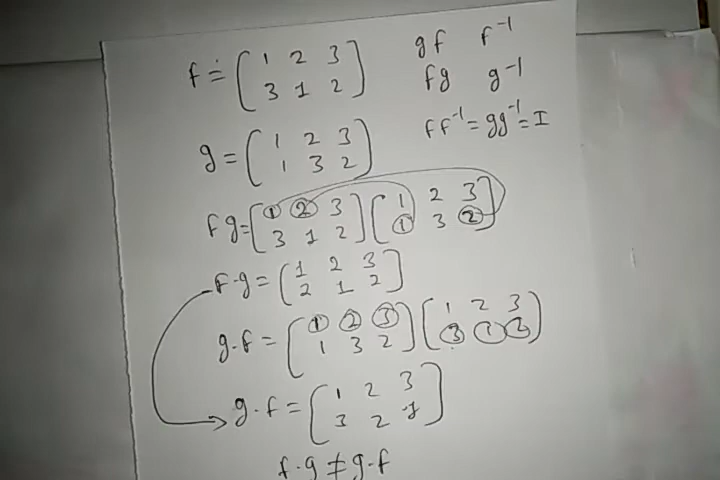 f = ( 1 2 3
3 1 2 )
gf f⁻¹
fg g⁻¹
ff⁻¹ = gg⁻¹ = I
g = ( 1 2 3
1 3 2 )
fg = ( 1 2 3 ( 1 2 3
3 1 2 ) 1 3 2 )
f·g = ( 1 2 3
2 1 2 )
g·f = ( 1 2 3 ( 1 2 3
1 3 2 ) 3 1 2 )
g·f = ( 1 2 3
3 2 1 )
f·g ≠ g·f